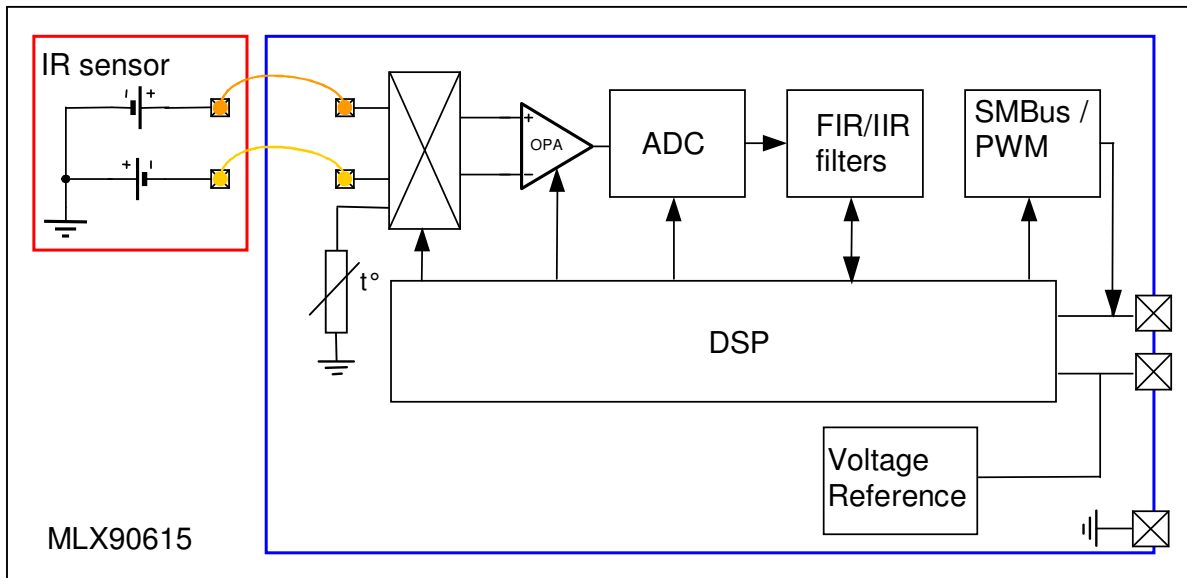 IR sensor
+
+
+
OPA
−
ADC
FIR/IIR
filters
SMBus /
PWM
t°
DSP
Voltage
Reference
MLX90615